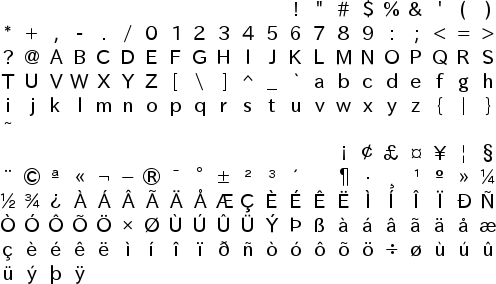 ! " # $ % & ' ( )
* + , - . / 0 1 2 3 4 5 6 7 8 9 : ; < = >
? @ A B C D E F G H I J K L M N O P Q R S
T U V W X Y Z [ \ ] ^ _ ` a b c d e f g h
i j k l m n o p q r s t u v w x y z { | }
~
¡ ¢ £ ¤ ¥ ¦ §
¨ © ª « ¬ – ® ¯ ° ± ² ³ ´ ¶ · ¸ ¹ º » ¼
½ ¾ ¿ À Á Â Ã Ä Å Æ Ç È É Ê Ë Ì Í Î Ï Ð Ñ
Ò Ó Ô Õ Ö × Ø Ù Ú Û Ü Ý Þ ß à á â ã ä å æ
ç è é ê ë ì í î ï ð ñ ò ó ô õ ö ÷ ø ù ú û
ü ý þ ÿ